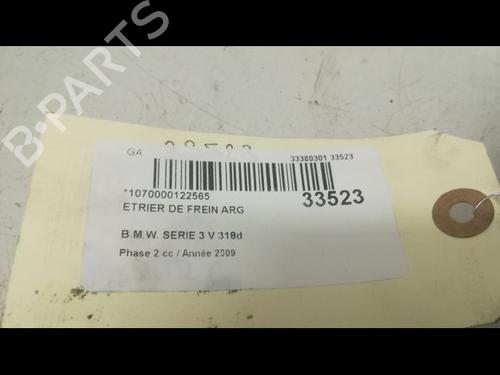 B-PARTS
GA
33380301 33523
*1070000122565
33523
ETRIER DE FREIN ARG
B.M.W. SERIE 3 V 318d
Phase 2 cc / Année 2009